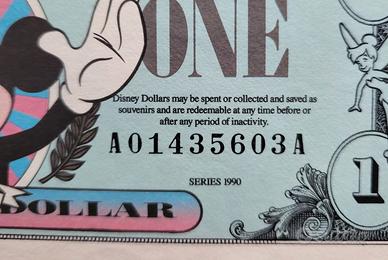 ONE
Disney Dollars may be spent or collected and saved as
souvenirs and are redeemable at any time before or
after any period of inactivity.
A01435603A
SERIES 1990
DOLLAR
1